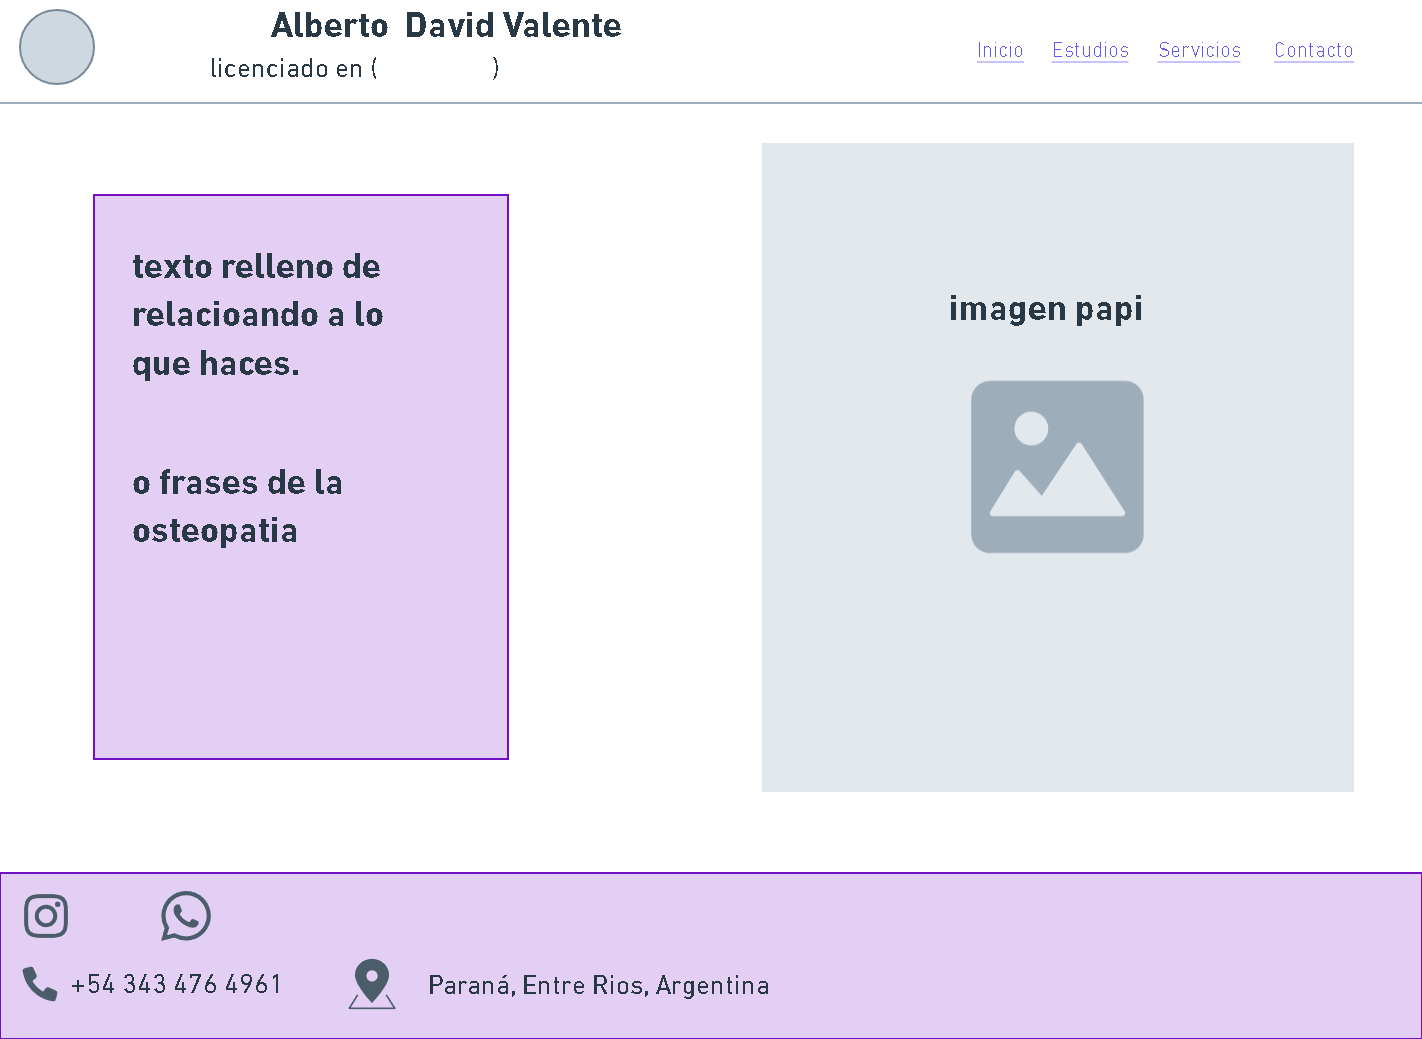 Alberto  David Valente
licenciado en (                )
Inicio Estudios Servicios Contacto
texto relleno de
relacioando a lo
que haces.
o frases de la
osteopatia
imagen papi
+54 343 476 4961
Paraná, Entre Rios, Argentina